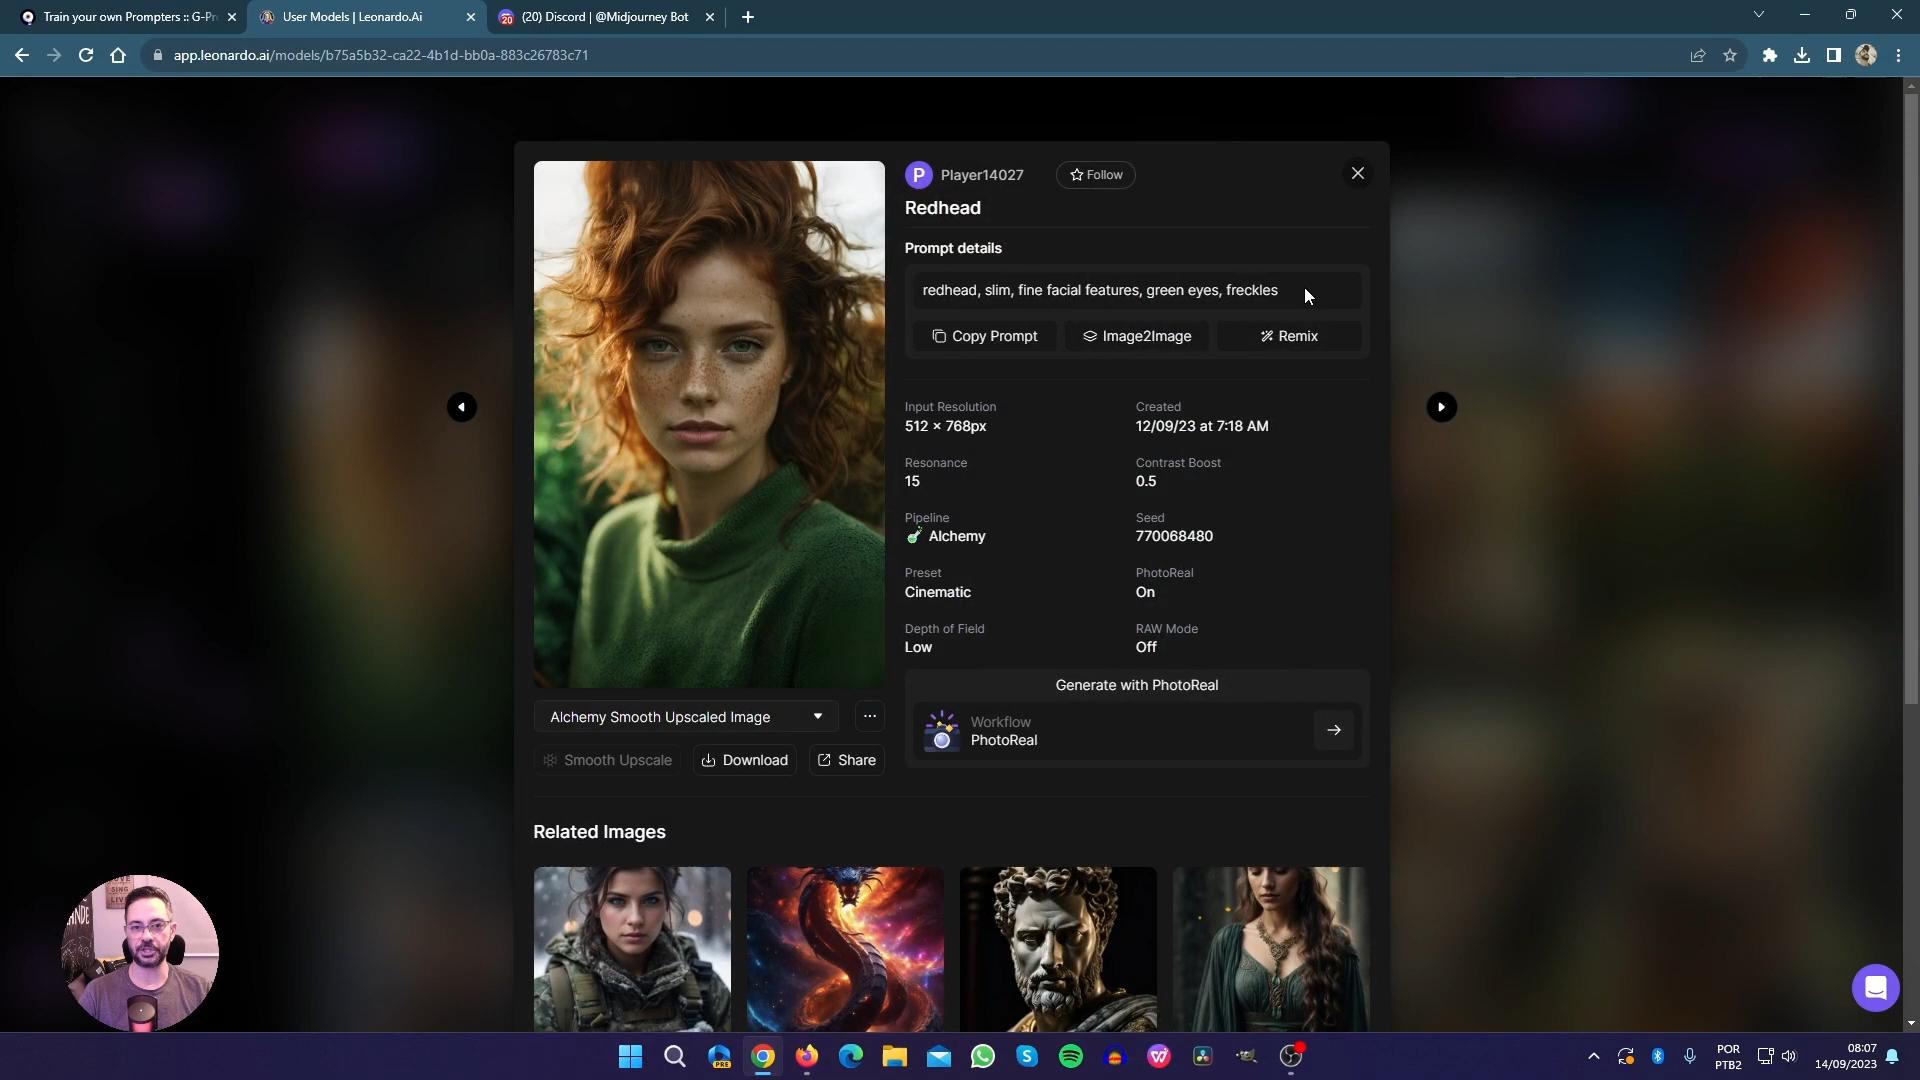 Train your own Prompters :: G-Pr
User Models | Leonardo.Ai
(20) Discord | @Midjourney Bot
app.leonardo.ai/models/b75a5b32-ca22-4b1d-bb0a-883c26783c71
P
Player14027
Follow
Redhead
Prompt details
redhead, slim, fine facial features, green eyes, freckles
Copy Prompt
Image2Image
Remix
Input Resolution
512 × 768px
Created
12/09/23 at 7:18 AM
Resonance
15
Contrast Boost
0.5
Pipeline
Alchemy
Seed
770068480
Preset
Cinematic
PhotoReal
On
Depth of Field
Low
RAW Mode
Off
Generate with PhotoReal
Workflow
PhotoReal
Alchemy Smooth Upscaled Image
Smooth Upscale
Download
Share
Related Images
SING
PRE
POR
PTB2
08:07
14/09/2023